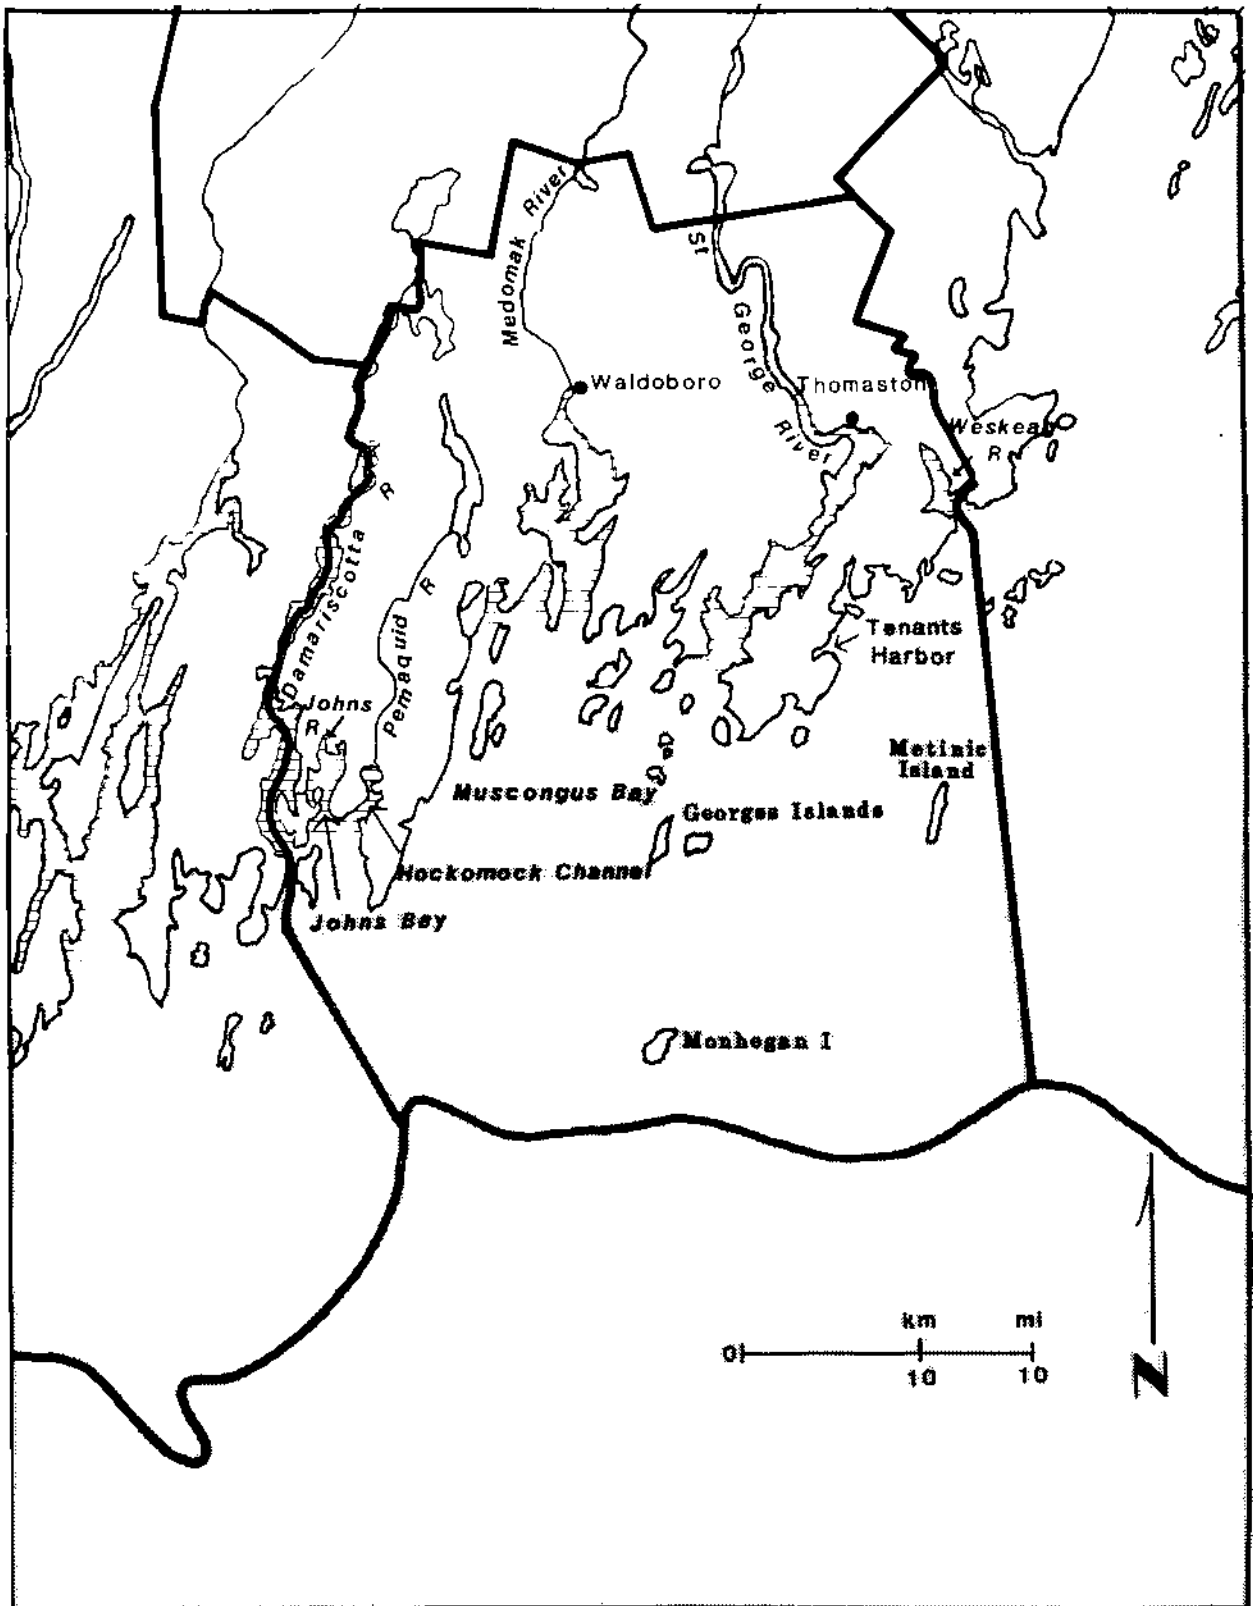 Medomak River
St George River
Waldoboro
Thomaston
Weskeag
R
Damariscotta R
Pemaquid R
Tenants
Harbor
Johns
R
Metinic
Island
Muscongus Bay
Georges Islands
Hockomock Channel
Johns Bay
Monhegan I
km mi
0
10 10
N